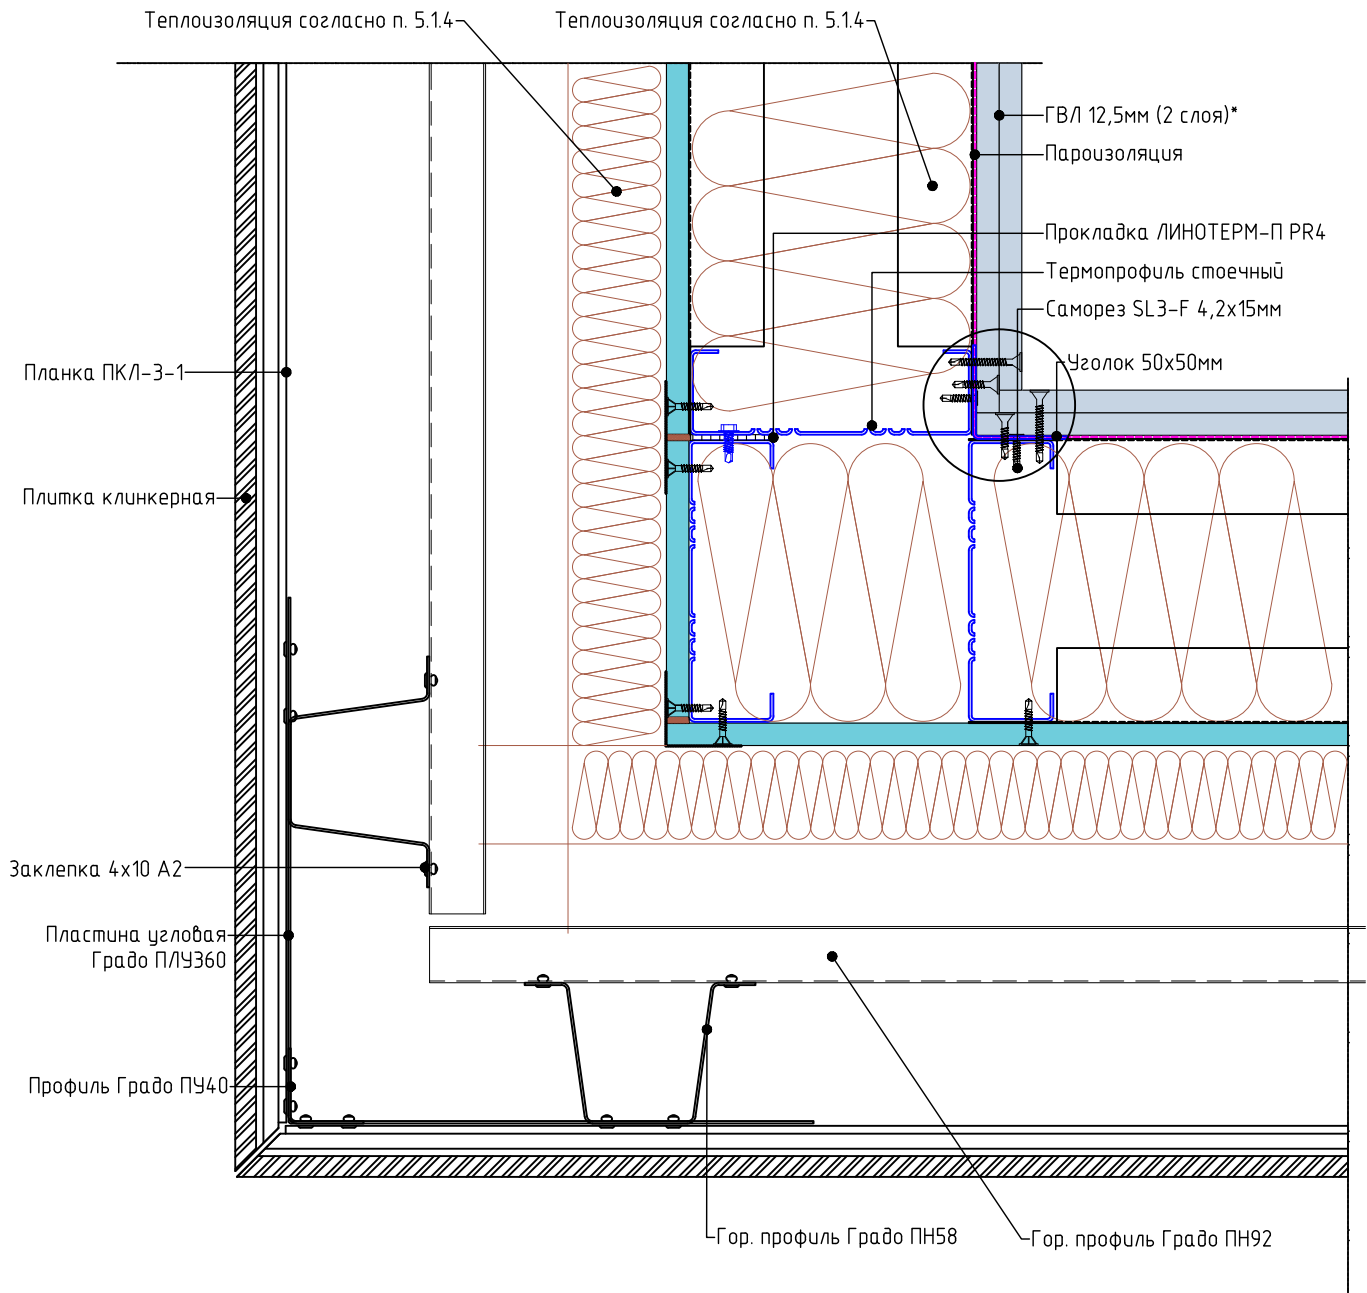 Теплоизоляция согласно п. 5.1.4
Теплоизоляция согласно п. 5.1.4
ГВЛ 12,5мм (2 слоя)*
Пароизоляция
Прокладка ЛИНОТЕРМ-П PR4
Термопрофиль стоечный
Саморез SL3-F 4,2х15мм
Уголок 50х50мм
Планка ПКЛ-3-1
Плитка клинкерная
Заклепка 4х10 А2
Пластина угловая
Градо ПЛУ360
Профиль Градо ПУ40
Гор. профиль Градо ПН58
Гор. профиль Градо ПН92